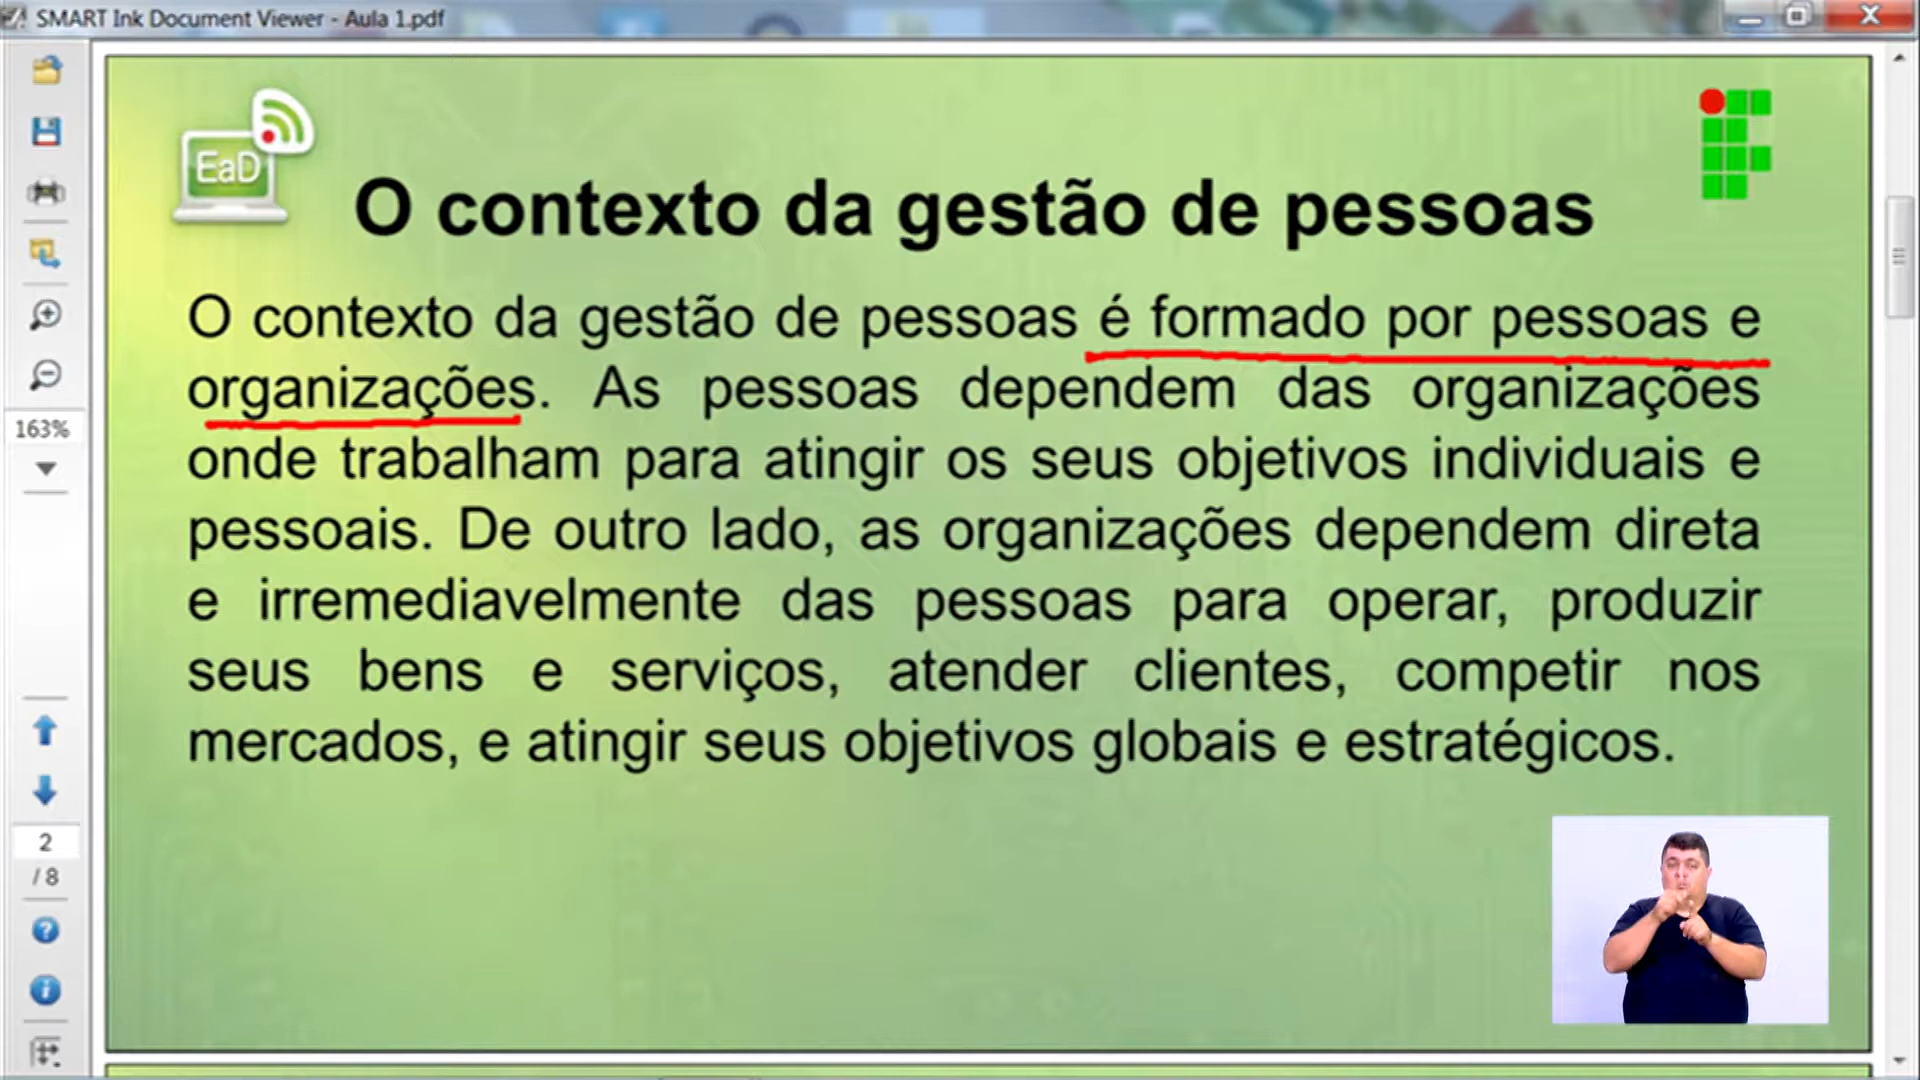 SMART Ink Document Viewer - Aula 1.pdf
EaD
O contexto da gestão de pessoas
O contexto da gestão de pessoas é formado por pessoas e
organizações. As pessoas dependem das organizações
onde trabalham para atingir os seus objetivos individuais e
pessoais. De outro lado, as organizações dependem direta
e irremediavelmente das pessoas para operar, produzir
seus bens e serviços, atender clientes, competir nos
mercados, e atingir seus objetivos globais e estratégicos.
163%
2
/ 8